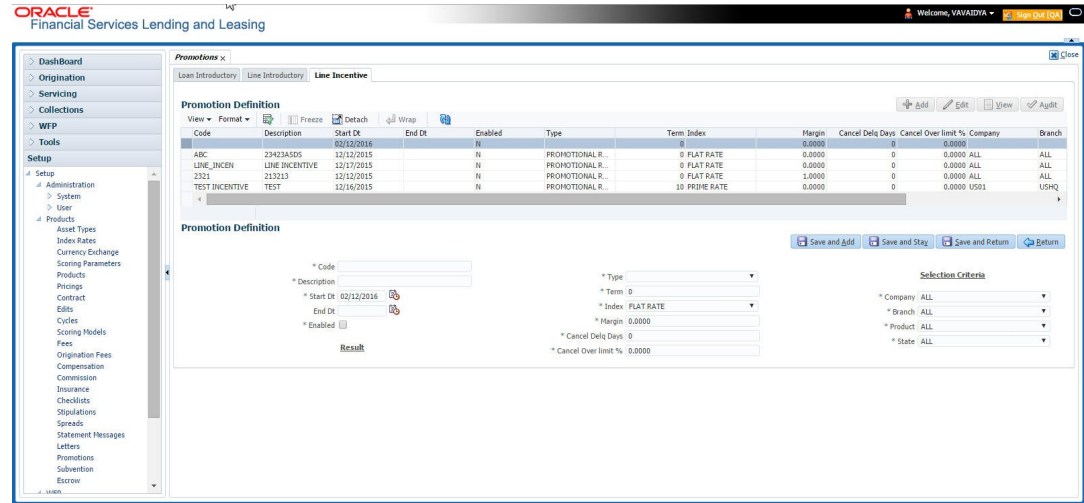 ORACLE®
Financial Services Lending and Leasing
Welcome, VAVAIDYA
Sign Out [QA]
DashBoard
Origination
Servicing
Collections
WFP
Tools
Setup
Setup
Administration
System
User
Products
Asset Types
Index Rates
Currency Exchange
Scoring Parameters
Products
Pricings
Contract
Edits
Cycles
Scoring Models
Fees
Origination Fees
Compensation
Commission
Insurance
Checklists
Stipulations
Spreads
Statement Messages
Letters
Promotions
Subvention
Escrow
WFP
Promotions x
Close
Loan Introductory Line Introductory Line Incentive
Promotion Definition
Add Edit View Audit
View Format Freeze Detach Wrap
Code Description Start Dt End Dt Enabled Type Term Index Margin Cancel Delq Days Cancel Over limit % Company Branch
02/12/2016 N 0 0.0000 0 0.0000
ABC 23423ASDS 12/12/2015 N PROMOTIONAL R... 0 FLAT RATE 0.0000 0 0.0000 ALL ALL
LINE_INCEN LINE INCENTIVE 12/17/2015 N PROMOTIONAL R... 0 FLAT RATE 0.0000 0 0.0000 ALL ALL
2321 213213 12/12/2015 N PROMOTIONAL R... 0 FLAT RATE 1.0000 0 0.0000 ALL ALL
TEST INCENTIVE TEST 12/16/2015 N PROMOTIONAL R... 10 PRIME RATE 0.0000 0 0.0000 US01 USHQ
Promotion Definition
Save and Add Save and Stay Save and Return Return
* Code
* Description
* Start Dt 02/12/2016
End Dt
* Enabled
Result
* Type
* Term 0
* Index FLAT RATE
* Margin 0.0000
* Cancel Delq Days 0
* Cancel Over limit % 0.0000
Selection Criteria
* Company ALL
* Branch ALL
* Product ALL
* State ALL